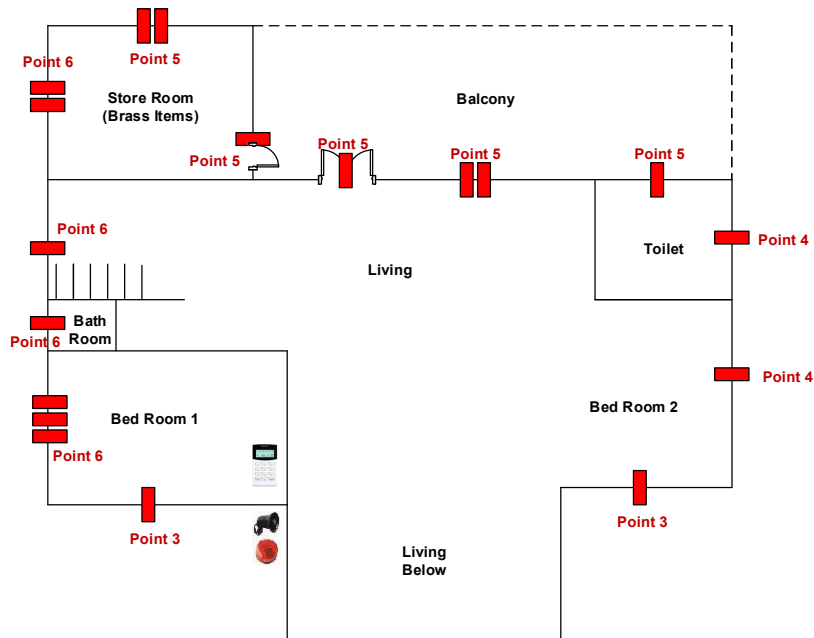 Point 5
Point 6
Store Room
(Brass Items)
Balcony
Point 5
Point 5
Point 5
Point 5
Point 6
Toilet
Point 4
Living
Bath
Room
Point 6
Point 4
Bed Room 1
Bed Room 2
Point 6
Point 3
Point 3
Living
Below